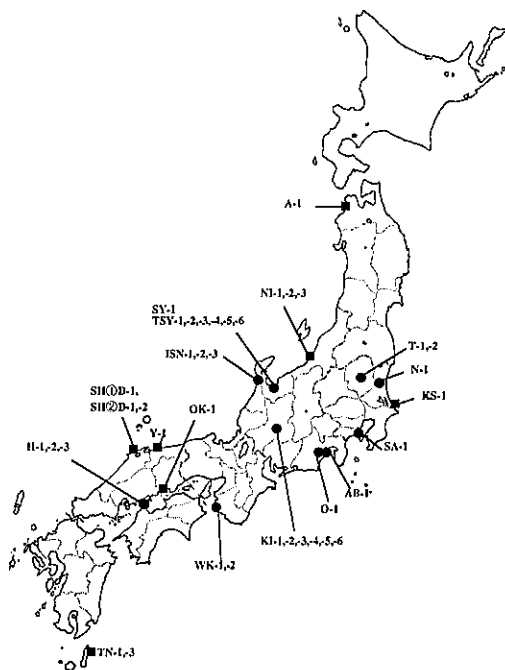 A-1
SY-1
TSY-1,-2,-3,-4,-5,-6
NI-1,-2,-3
ISN-1,-2,-3
T-1,-2
N-1
KS-1
SH①D-1,
SH②D-1,-2
OK-1
Y-1
H-1,-2,-3
SA-1
AB-1
O-1
KI-1,-2,-3,-4,-5,-6
WK-1,-2
TN-1,-3